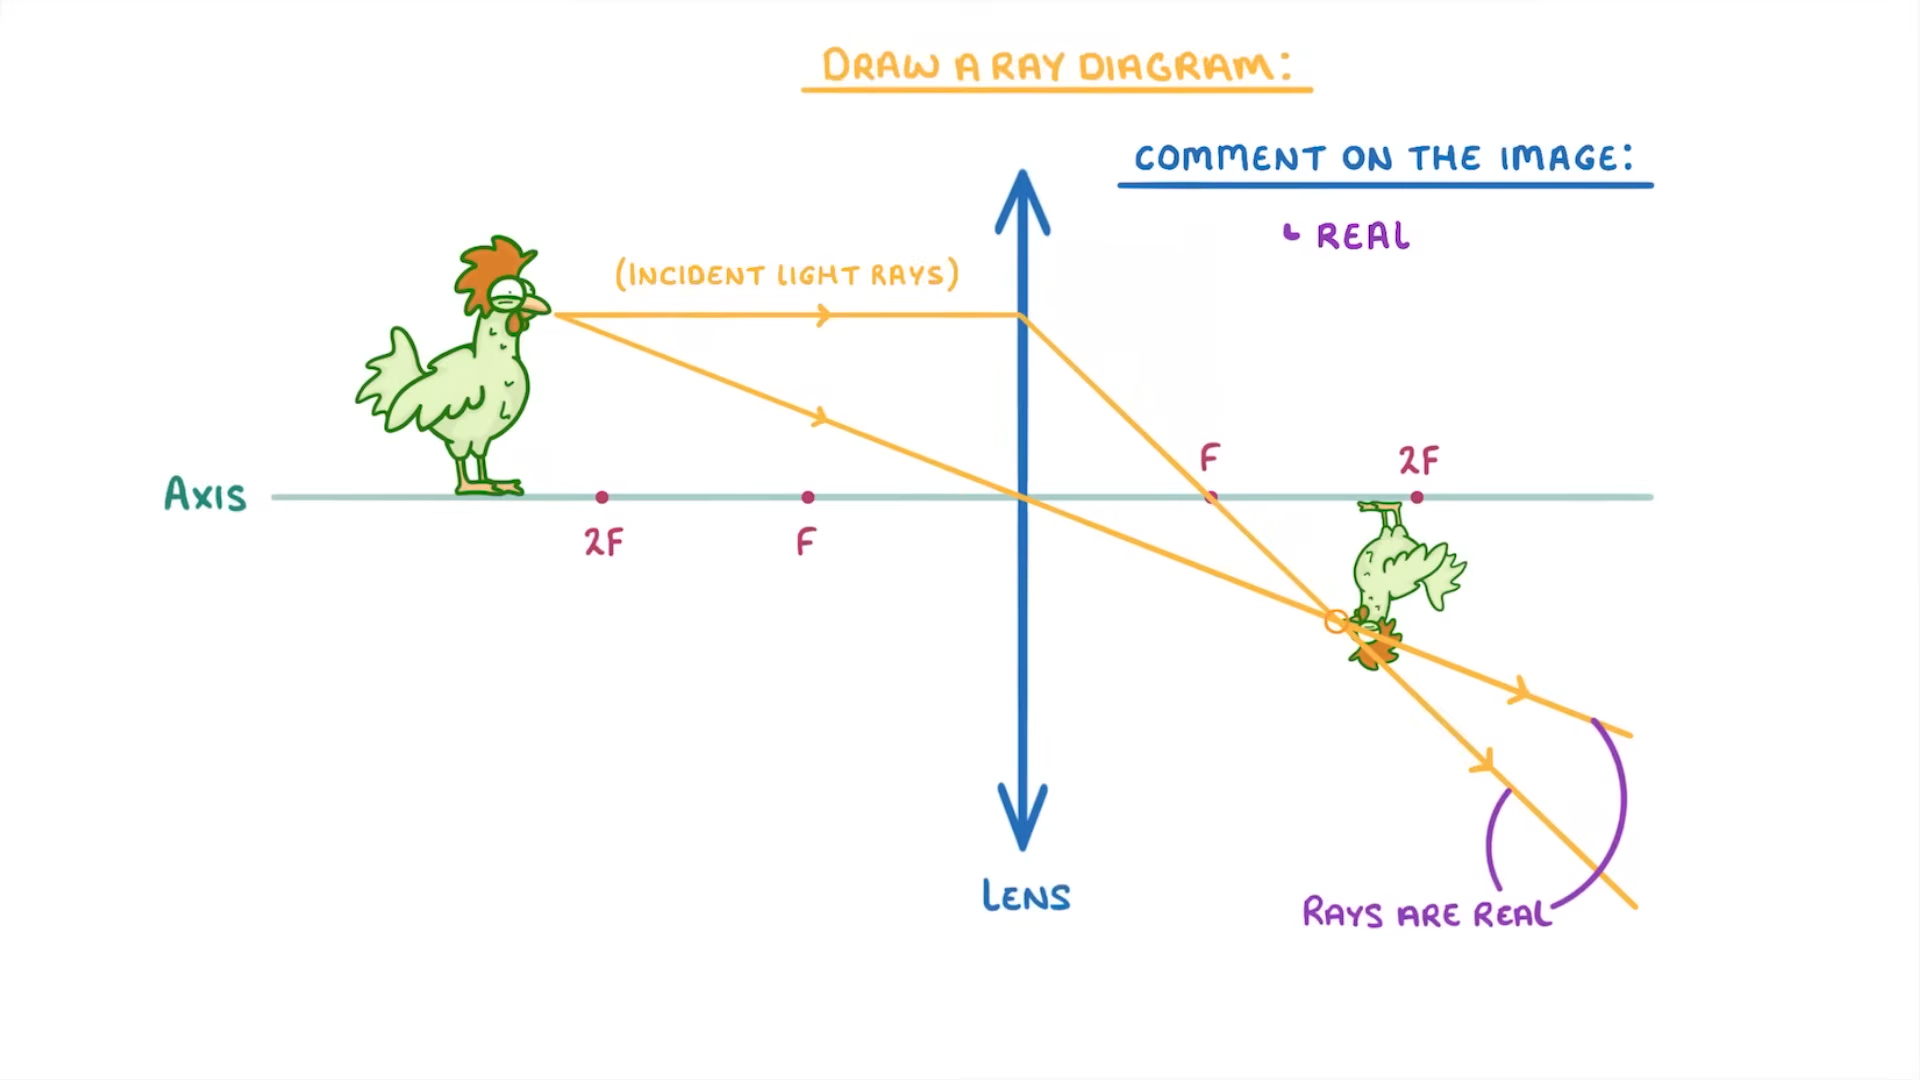 DRAW A RAY DIAGRAM:
COMMENT ON THE IMAGE:
↳ REAL
(INCIDENT LIGHT RAYS)
F
2F
AXIS
2F
F
LENS
RAYS ARE REAL